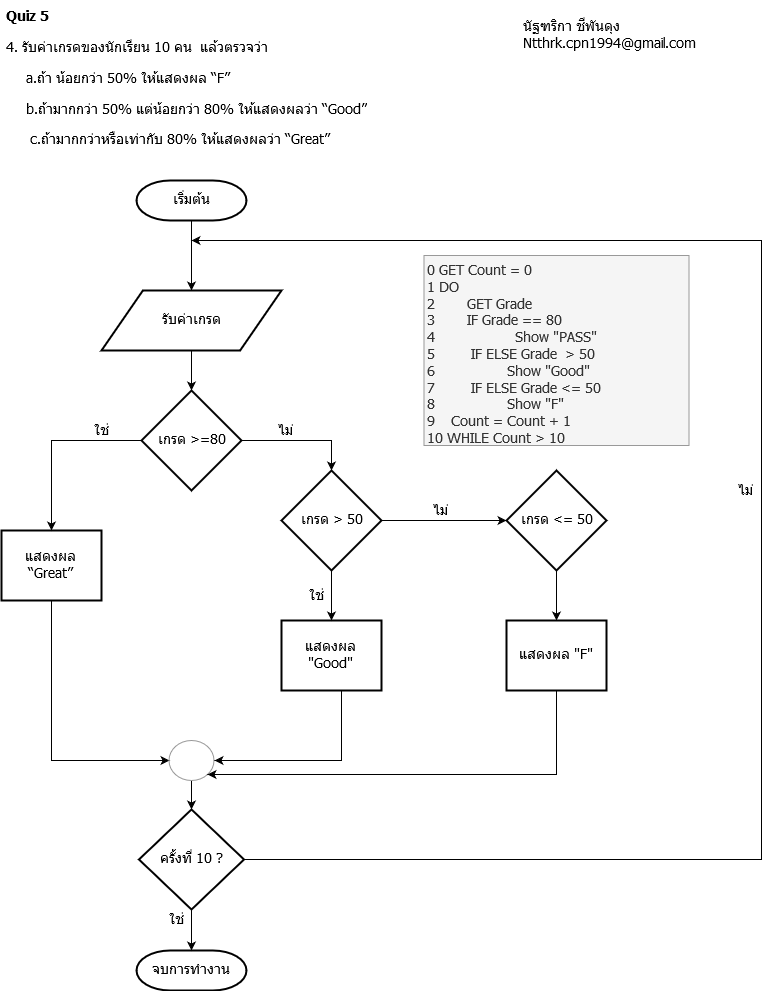 Quiz 5
นัฐฑริกา ชี้พันดุง
Ntthrk.cpn1994@gmail.com
4. รับค่าเกรดของนักเรียน 10 คน แล้วตรวจว่า
a.ถ้า น้อยกว่า 50% ให้แสดงผล “F”
b.ถ้ามากกว่า 50% แต่น้อยกว่า 80% ให้แสดงผลว่า “Good”
c.ถ้ามากกว่าหรือเท่ากับ 80% ให้แสดงผลว่า “Great”
เริ่มต้น
0 GET Count = 0
1 DO
2 GET Grade
3 IF Grade == 80
4 Show "PASS"
5 IF ELSE Grade > 50
6 Show "Good"
7 IF ELSE Grade <= 50
8 Show "F"
9 Count = Count + 1
10 WHILE Count > 10
รับค่าเกรด
ใช่
เกรด >=80
ไม่
ไม่
เกรด > 50
ไม่
เกรด <= 50
แสดงผล
“Great”
ใช่
แสดงผล
"Good"
แสดงผล "F"
ครั้งที่ 10 ?
ใช่
จบการทำงาน